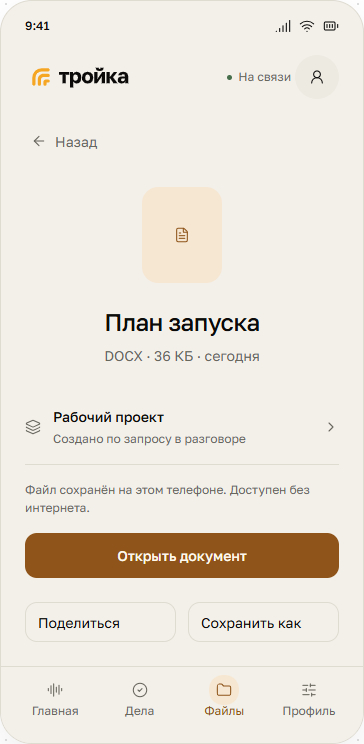 9:41
тройка
На связи
Назад
План запуска
DOCX · 36 КБ · сегодня
Рабочий проект
Создано по запросу в разговоре
Файл сохранён на этом телефоне. Доступен без
интернета.
Открыть документ
Поделиться
Сохранить как
Главная
Дела
Файлы
Профиль